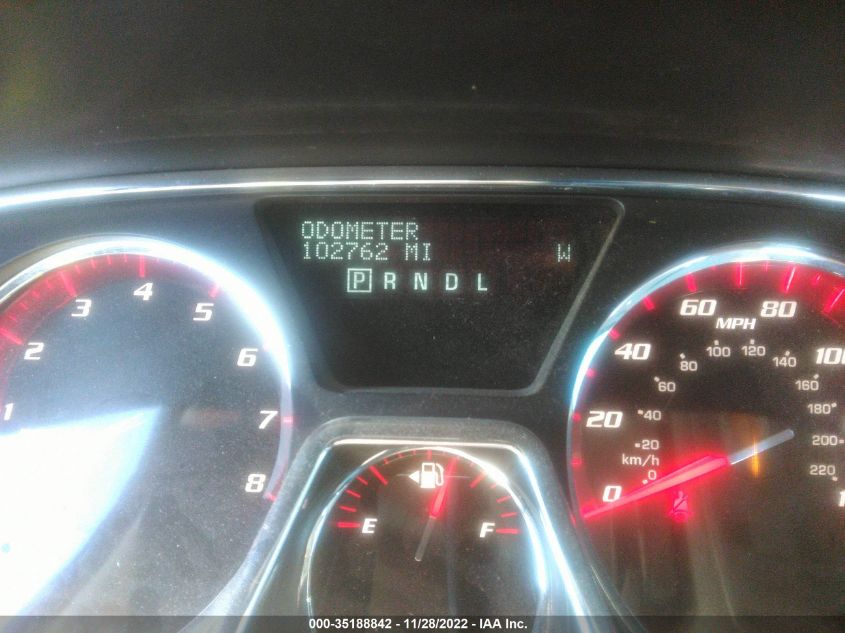 ODOMETER
102762 MI W
P R N D L
1 2 3 4 5 6 7 8
E F
0 20 40 60 80 100
MPH
0 20 40 60 80 100 120 140 160 180 200 220
km/h
000-35188842 - 11/28/2022 - IAA Inc.